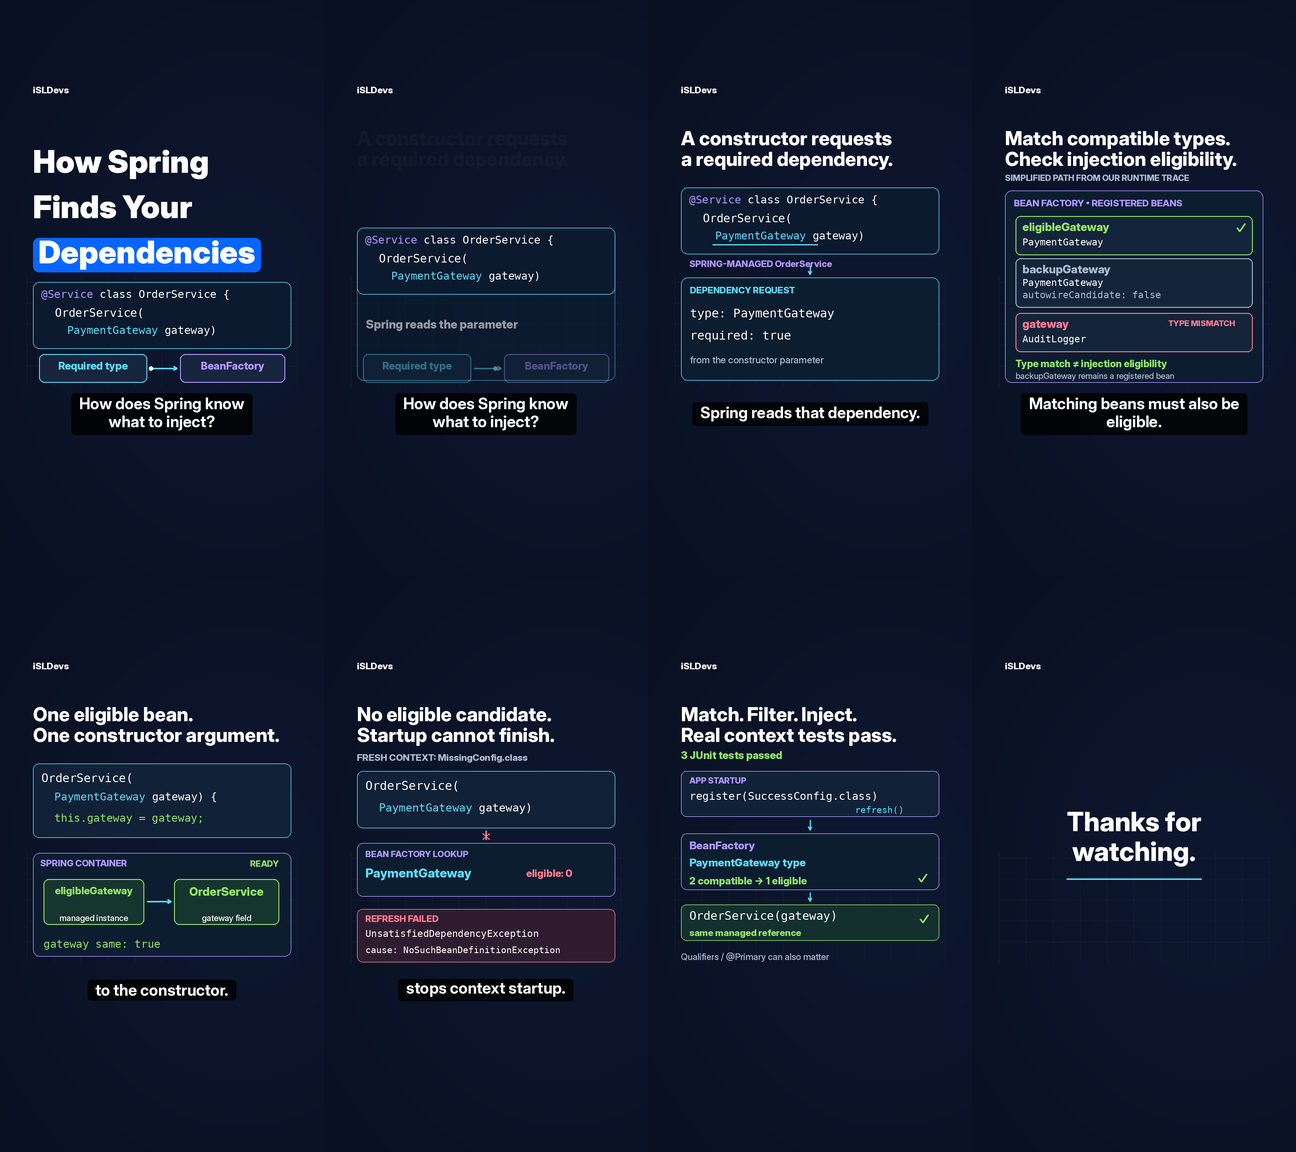 iSLDevs
How Spring
Finds Your
Dependencies
@Service class OrderService {
OrderService(
PaymentGateway gateway)
Required type
BeanFactory
How does Spring know
what to inject?
iSLDevs
A constructor requests
a required dependency.
@Service class OrderService {
OrderService(
PaymentGateway gateway)
Spring reads the parameter
Required type
BeanFactory
How does Spring know
what to inject?
iSLDevs
A constructor requests
a required dependency.
@Service class OrderService {
OrderService(
PaymentGateway gateway)
SPRING-MANAGED OrderService
DEPENDENCY REQUEST
type: PaymentGateway
required: true
from the constructor parameter
Spring reads that dependency.
iSLDevs
Match compatible types.
Check injection eligibility.
SIMPLIFIED PATH FROM OUR RUNTIME TRACE
BEAN FACTORY • REGISTERED BEANS
eligibleGateway
PaymentGateway
backupGateway
PaymentGateway
autowireCandidate: false
gateway
TYPE MISMATCH
AuditLogger
Type match ≠ injection eligibility
backupGateway remains a registered bean
Matching beans must also be
eligible.
iSLDevs
One eligible bean.
One constructor argument.
OrderService(
PaymentGateway gateway) {
this.gateway = gateway;
SPRING CONTAINER
READY
eligibleGateway
managed instance
OrderService
gateway field
gateway same: true
to the constructor.
iSLDevs
No eligible candidate.
Startup cannot finish.
FRESH CONTEXT: MissingConfig.class
OrderService(
PaymentGateway gateway)
BEAN FACTORY LOOKUP
PaymentGateway
eligible: 0
REFRESH FAILED
UnsatisfiedDependencyException
cause: NoSuchBeanDefinitionException
stops context startup.
iSLDevs
Match. Filter. Inject.
Real context tests pass.
3 JUnit tests passed
APP STARTUP
register(SuccessConfig.class)
refresh()
BeanFactory
PaymentGateway type
2 compatible → 1 eligible
OrderService(gateway)
same managed reference
Qualifiers / @Primary can also matter
iSLDevs
Thanks for
watching.